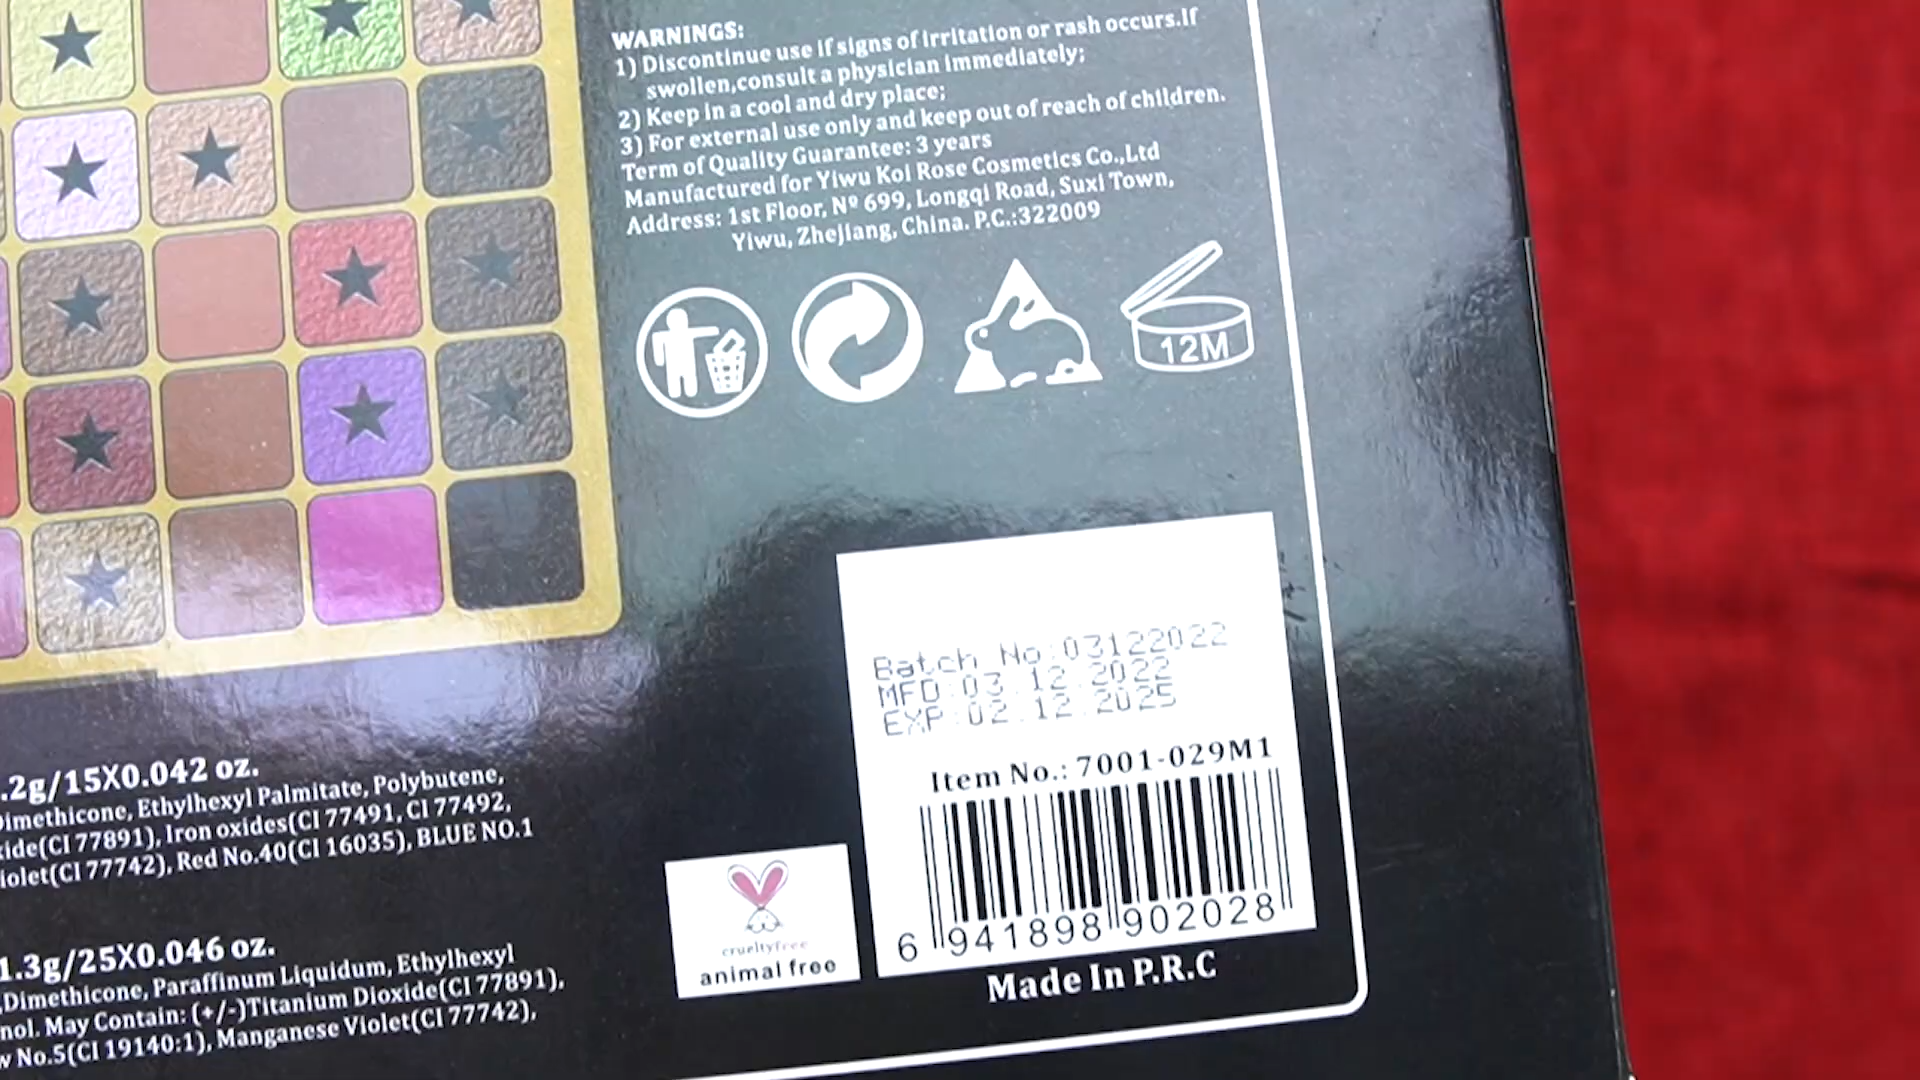 WARNINGS:
1) Discontinue use if signs of irritation or rash occurs.If
swollen,consult a physician immediately;
2) Keep in a cool and dry place;
3) For external use only and keep out of reach of children.
Term of Quality Guarantee: 3 years
Manufactured for Yiwu Koi Rose Cosmetics Co.,Ltd
Address: 1st Floor, Nº 699, Longqi Road, Suxi Town,
Yiwu, Zhejiang, China. P.C.:322009
12M
Batch No:03122022
MFD:03.12.2022
EXP:02.12.2025
Item No.: 7001-029M1
6 941898 902028
Made In P.R.C
crueltyfree
animal free
.2g/15X0.042 oz.
Dimethicone, Ethylhexyl Palmitate, Polybutene,
xide(CI 77891), Iron oxides(CI 77491, CI 77492,
iolet(CI 77742), Red No.40(CI 16035), BLUE NO.1
1.3g/25X0.046 oz.
,Dimethicone, Paraffinum Liquidum, Ethylhexyl
nol. May Contain: (+/-)Titanium Dioxide(CI 77891),
w No.5(CI 19140:1), Manganese Violet(CI 77742),